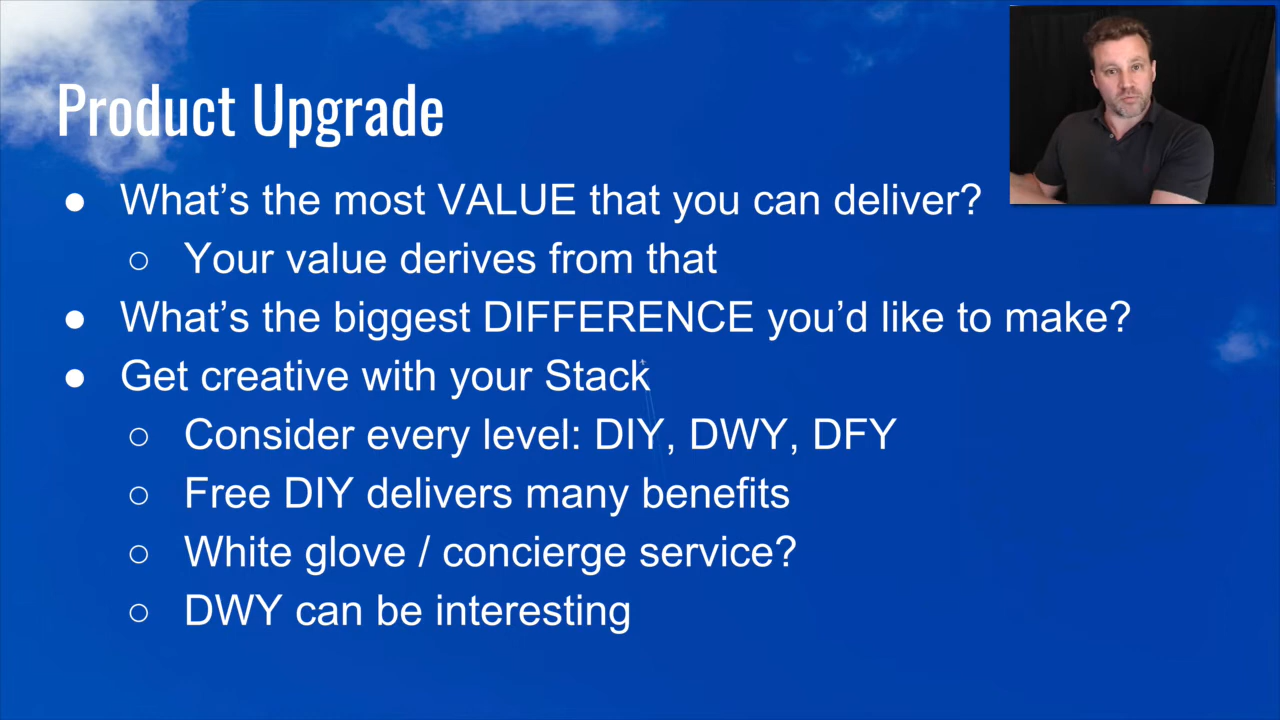 Product Upgrade
● What’s the most VALUE that you can deliver?
○ Your value derives from that
● What’s the biggest DIFFERENCE you’d like to make?
● Get creative with your Stack
○ Consider every level: DIY, DWY, DFY
○ Free DIY delivers many benefits
○ White glove / concierge service?
○ DWY can be interesting